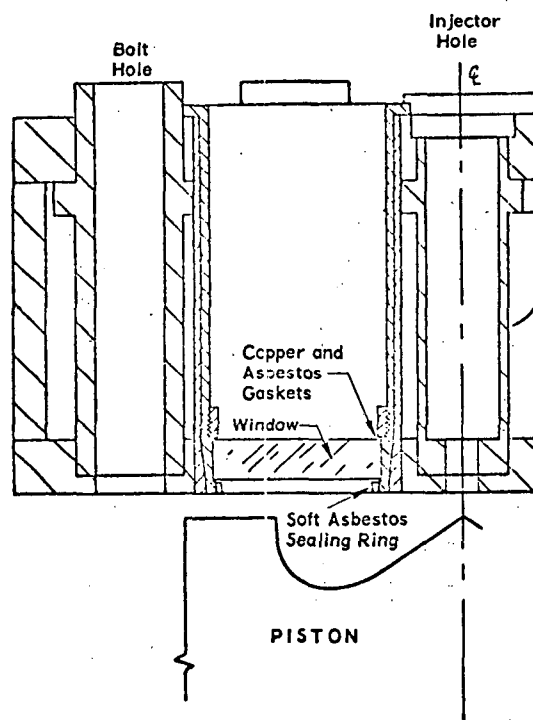 Bolt
Hole
Injector
Hole
℄
Copper and
Asbestos
Gaskets
Window
Soft Asbestos
Sealing Ring
PISTON